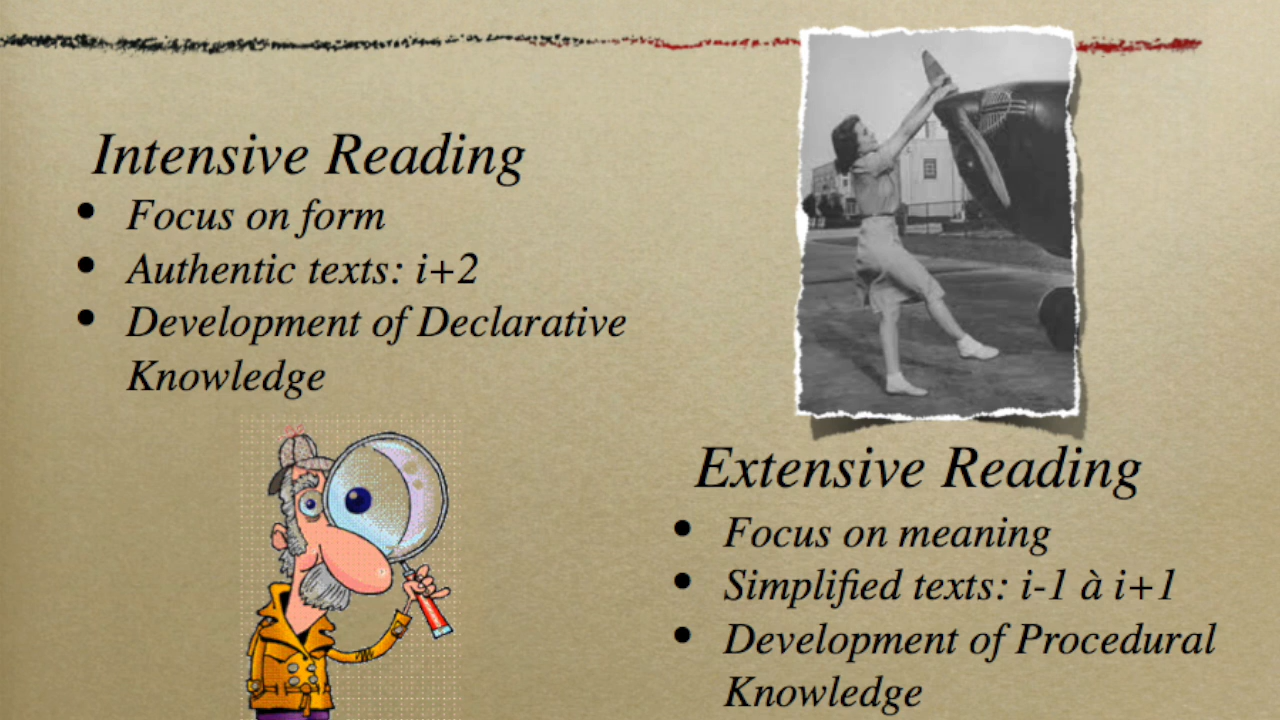 Intensive Reading
• Focus on form
• Authentic texts: i+2
• Development of Declarative
Knowledge
Extensive Reading
• Focus on meaning
• Simplified texts: i-1 à i+1
• Development of Procedural
Knowledge